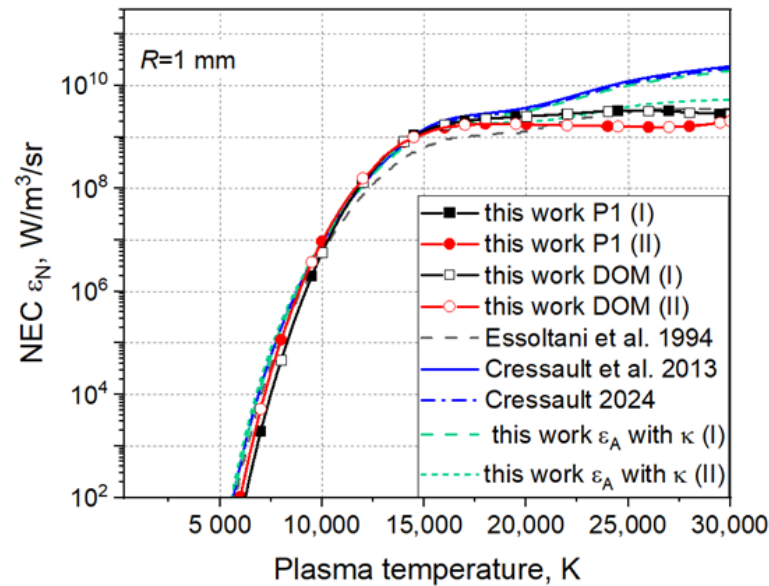 R=1 mm
NEC ε_N, W/m³/sr
10¹⁰
10⁸
10⁶
10⁴
10²
this work P1 (I)
this work P1 (II)
this work DOM (I)
this work DOM (II)
Essoltani et al. 1994
Cressault et al. 2013
Cressault 2024
this work ε_A with κ (I)
this work ε_A with κ (II)
5 000 10,000 15,000 20,000 25,000 30,000
Plasma temperature, K